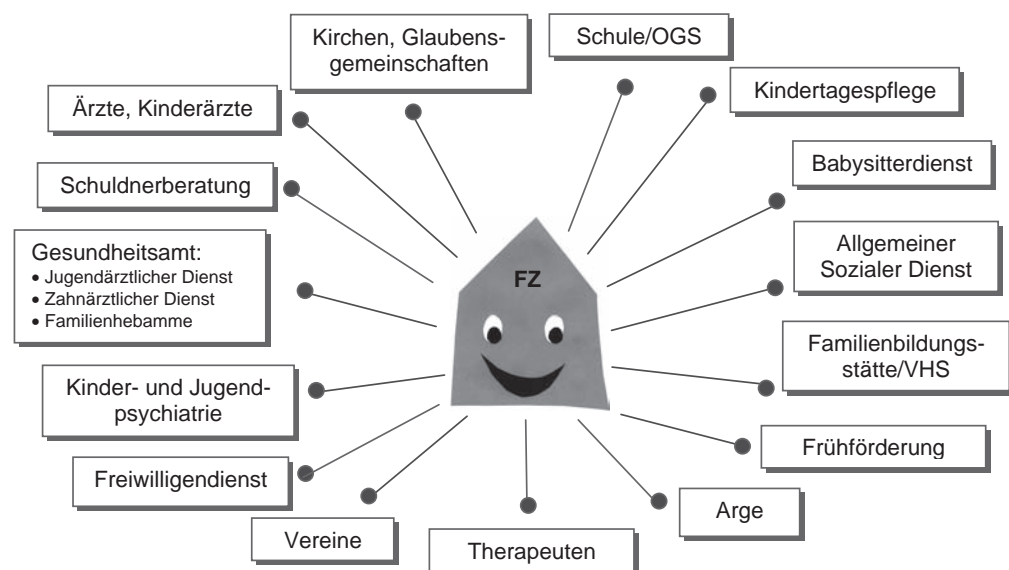 Kirchen, Glaubens-
gemeinschaften
Schule/OGS
Ärzte, Kinderärzte
Kindertagespflege
Schuldnerberatung
Babysitterdienst
Gesundheitsamt:
• Jugendärztlicher Dienst
• Zahnärztlicher Dienst
• Familienhebamme
FZ
Allgemeiner
Sozialer Dienst
Kinder- und Jugend-
psychiatrie
Familienbildungs-
stätte/VHS
Freiwilligendienst
Frühförderung
Vereine
Therapeuten
Arge